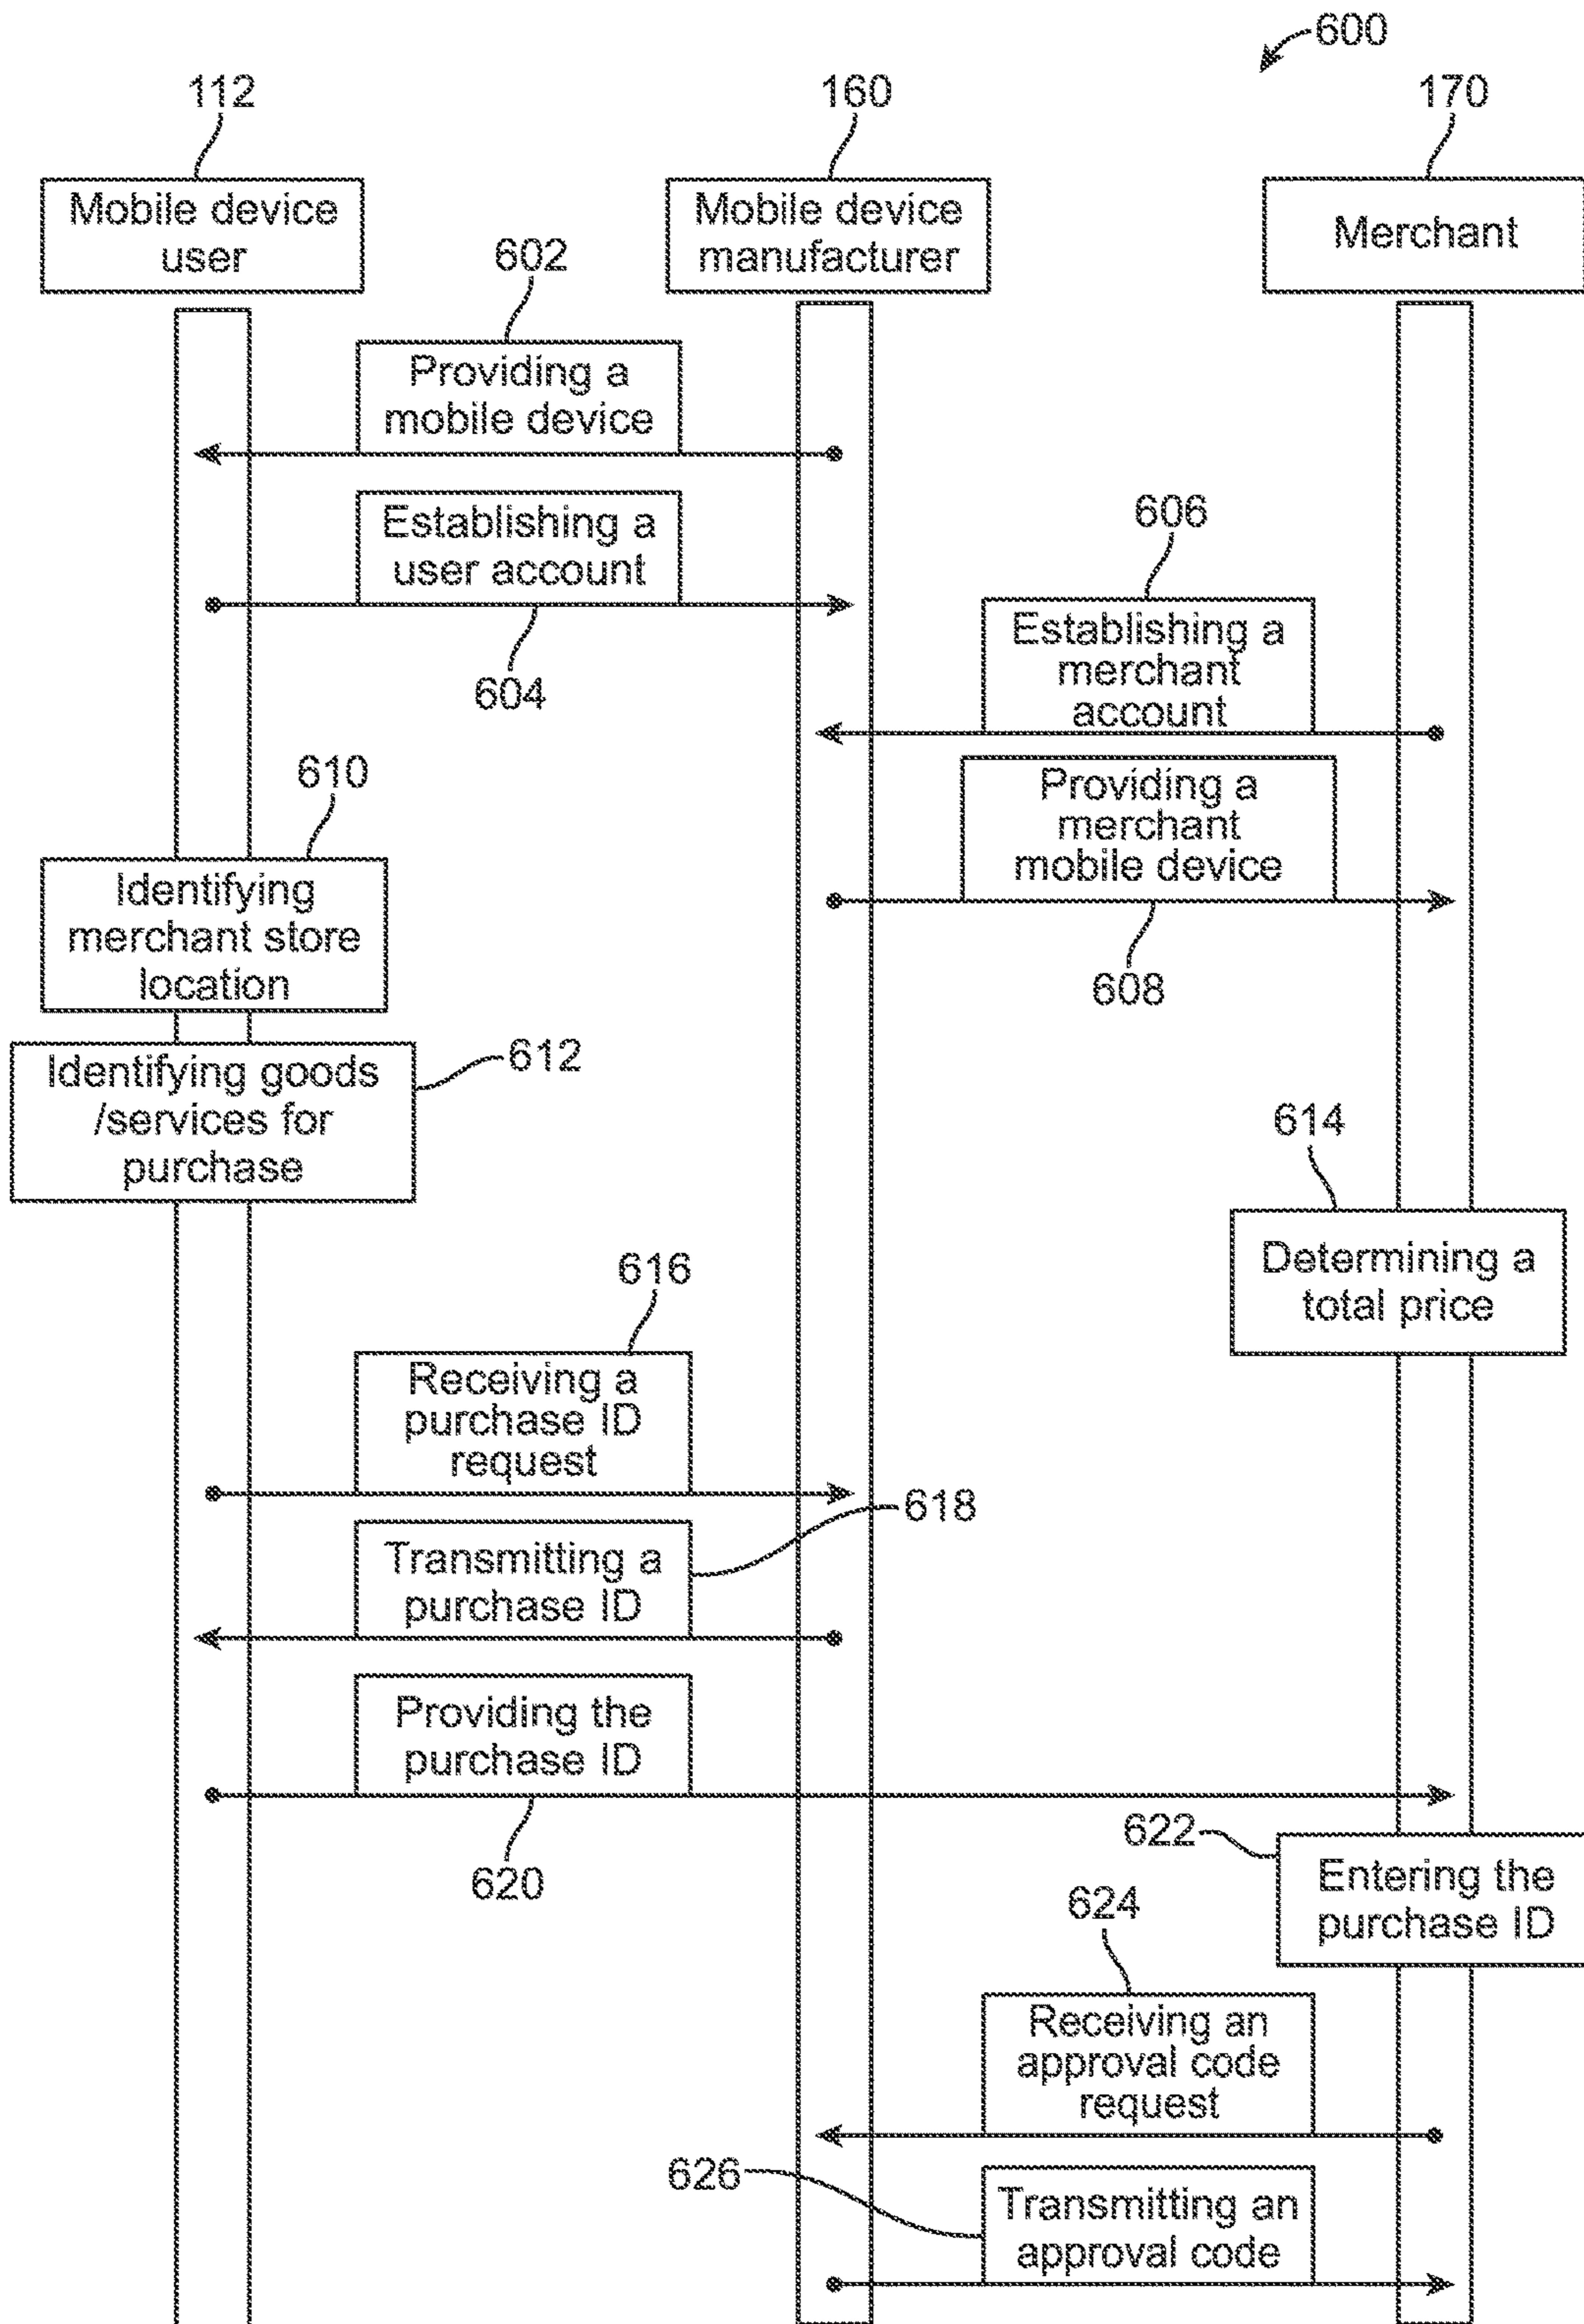 600
112
160
170
Mobile device
user
Mobile device
manufacturer
Merchant
602
Providing a
mobile device
Establishing a
user account
604
606
Establishing a
merchant
account
610
Providing a
merchant
mobile device
608
Identifying
merchant store
location
612
Identifying goods
/services for
purchase
614
Determining a
total price
616
Receiving a
purchase ID
request
618
Transmitting a
purchase ID
Providing the
purchase ID
620
622
Entering the
purchase ID
624
Receiving an
approval code
request
626
Transmitting an
approval code